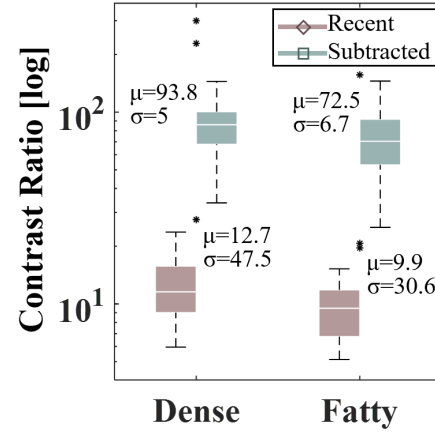 Recent
Subtracted
Contrast Ratio [log]
10²
10¹
μ=93.8
σ=5
μ=72.5
σ=6.7
μ=12.7
σ=47.5
μ=9.9
σ=30.6
Dense
Fatty